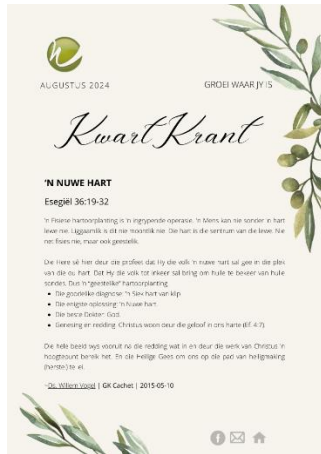 AUGUSTUS 2024
GROEI WAAR JY IS
Kwart Krant
'N NUWE HART
Esegiël 36:19-32
'n Fisiese hartoorplanting is 'n ingrypende operasie. 'n Mens kan nie sonder 'n hart
lewe nie. Liggaamlik is dit nie moontlik nie. Die hart is die sentrum van die lewe. Nie
net fisies nie, maar ook geestelik.
Die Here sê hier deur die profeet dat Hy die volk 'n nuwe hart sal gee in die plek
van die ou hart. Dat Hy die volk tot inkeer sal bring om hulle te bekeer van hulle
sondes. Dus 'n "geestelike" hartoorplanting.
• Die goddelike diagnose: 'n Siek hart van klip.
• Die enigste oplossing: 'n Nuwe hart.
• Die beste Dokter: God.
• Genesing en redding: Christus woon deur die geloof in ons harte (Ef. 4:7).
Die hele beeld wys vooruit na die redding wat in en deur die werk van Christus 'n
hoogtepunt bereik het. En die Heilige Gees om ons op die pad van heiligmaking
(herstel) te lei.
~Ds. Willem Vogel | GK Cachet | 2015-05-10